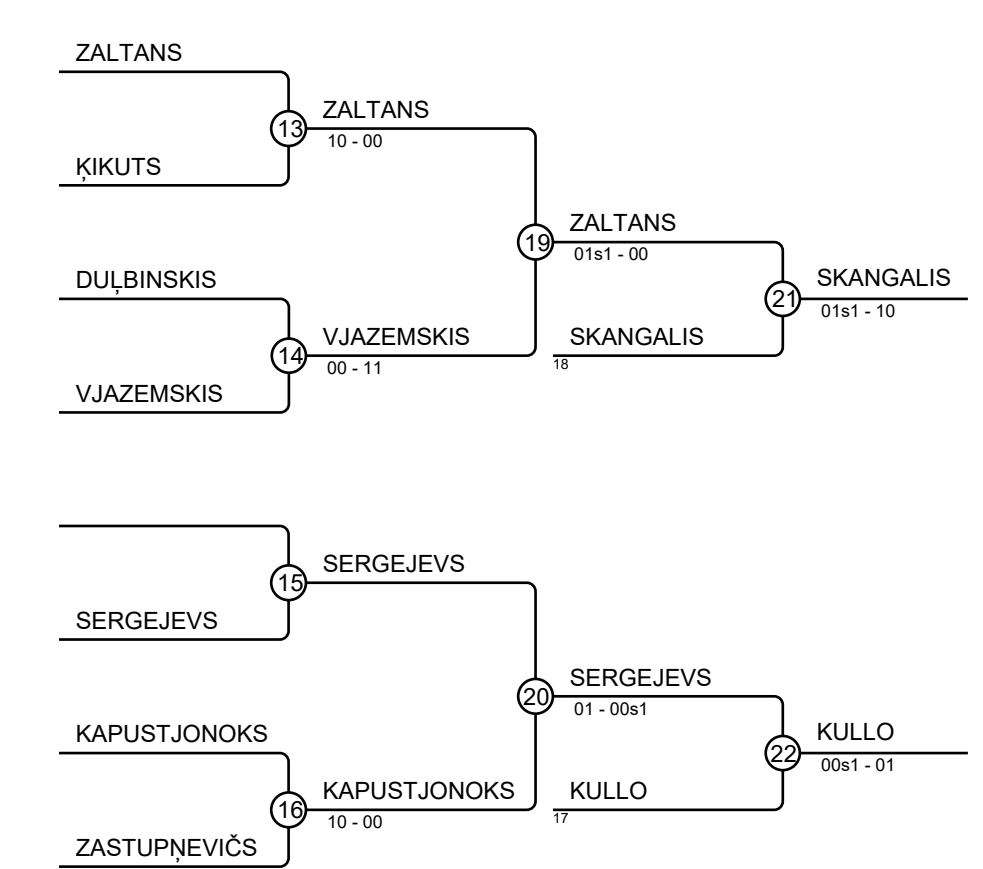 ZALTANS
ZALTANS
13
10 - 00
ĶIKUTS
ZALTANS
19
01s1 - 00
DUĻBINSKIS
SKANGALIS
21
01s1 - 10
VJAZEMSKIS
SKANGALIS
14
18
00 - 11
VJAZEMSKIS
SERGEJEVS
15
SERGEJEVS
SERGEJEVS
20
01 - 00s1
KAPUSTJONOKS
KULLO
22
00s1 - 01
KAPUSTJONOKS
KULLO
16
17
10 - 00
ZASTUPŅEVIČS